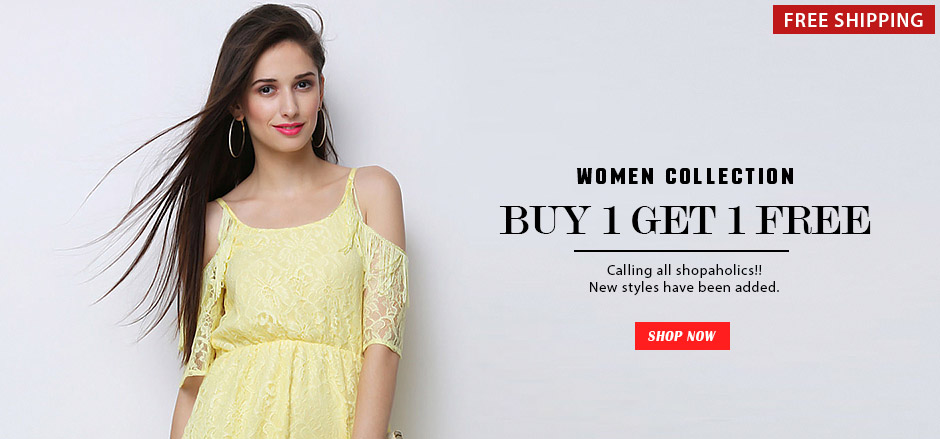 FREE SHIPPING
WOMEN COLLECTION
BUY 1 GET 1 FREE
Calling all shopaholics!!
New styles have been added.
SHOP NOW